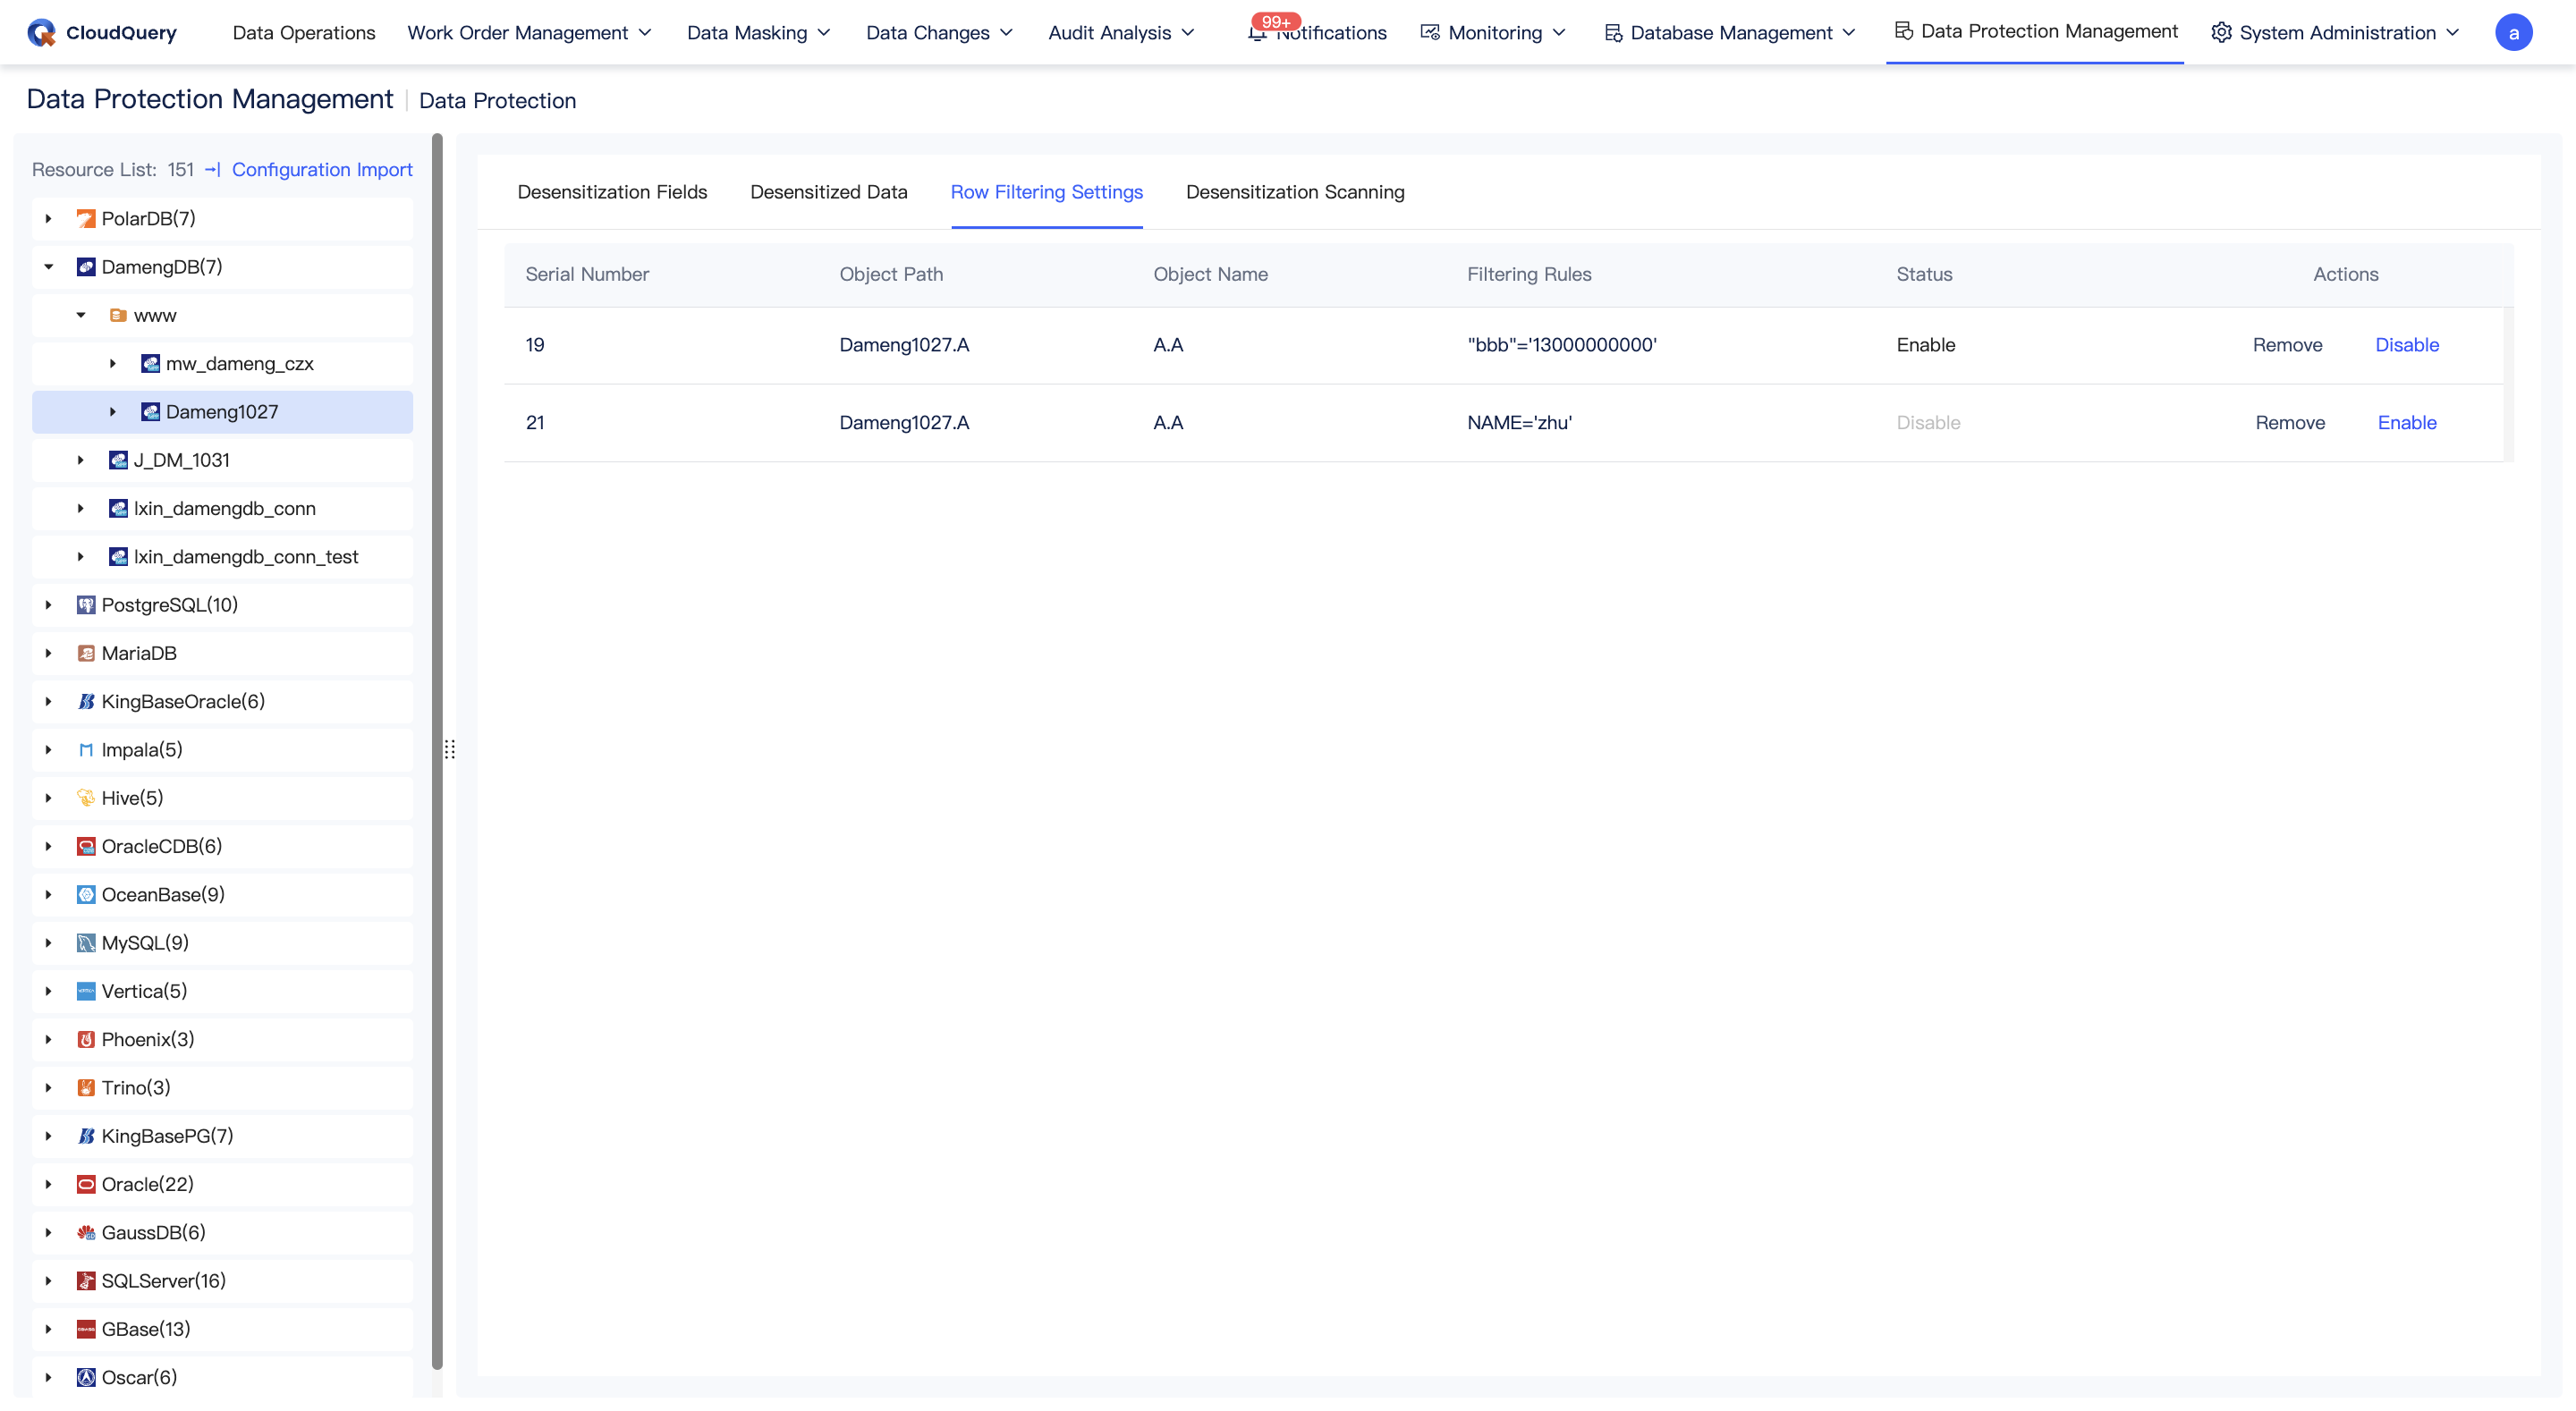 CloudQuery
Data Operations
Work Order Management
Data Masking
Data Changes
Audit Analysis
99+
Notifications
Monitoring
Database Management
Data Protection Management
System Administration
a
Data Protection Management
Data Protection
Resource List: 151
Configuration Import
PolarDB(7)
DamengDB(7)
www
mw_dameng_czx
Dameng1027
J_DM_1031
lxin_damengdb_conn
lxin_damengdb_conn_test
PostgreSQL(10)
MariaDB
KingBaseOracle(6)
Impala(5)
Hive(5)
OracleCDB(6)
OceanBase(9)
MySQL(9)
Vertica(5)
Phoenix(3)
Trino(3)
KingBasePG(7)
Oracle(22)
GaussDB(6)
SQLServer(16)
GBase(13)
Oscar(6)
Desensitization Fields
Desensitized Data
Row Filtering Settings
Desensitization Scanning
Serial Number Object Path Object Name Filtering Rules Status Actions
19 Dameng1027.A A.A "bbb"='13000000000' Enable Remove Disable
21 Dameng1027.A A.A NAME='zhu' Disable Remove Enable